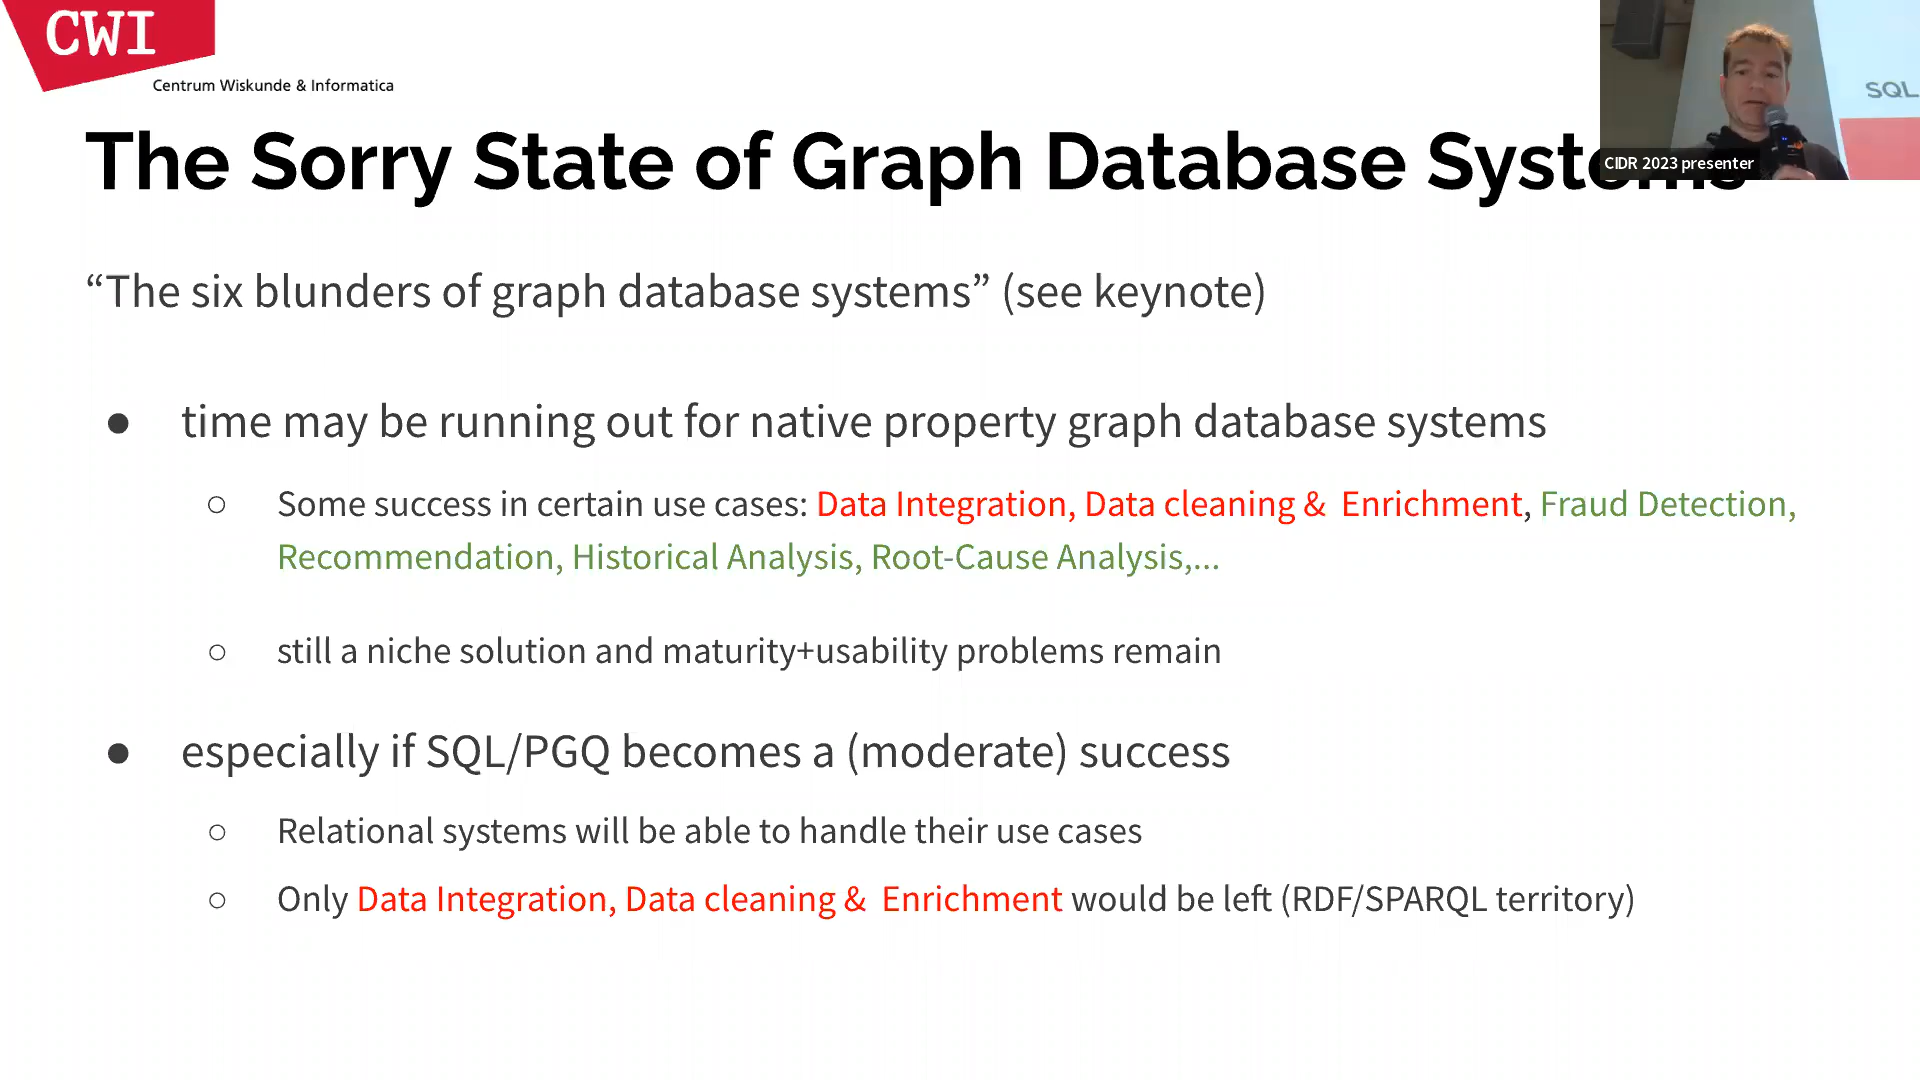 CWI
Centrum Wiskunde & Informatica
SQL
CIDR 2023 presenter
The Sorry State of Graph Database Systems
“The six blunders of graph database systems” (see keynote)
● time may be running out for native property graph database systems
○ Some success in certain use cases: Data Integration, Data cleaning & Enrichment, Fraud Detection,
Recommendation, Historical Analysis, Root-Cause Analysis,...
○ still a niche solution and maturity+usability problems remain
● especially if SQL/PGQ becomes a (moderate) success
○ Relational systems will be able to handle their use cases
○ Only Data Integration, Data cleaning & Enrichment would be left (RDF/SPARQL territory)